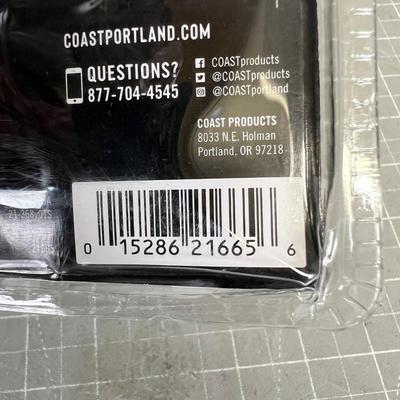 COASTPORTLAND.COM
QUESTIONS?
877-704-4545
COASTproducts
@COASTproducts
@COASTportland
COAST PRODUCTS
8033 N.E. Holman
Portland, OR 97218
0 15286 21665 6